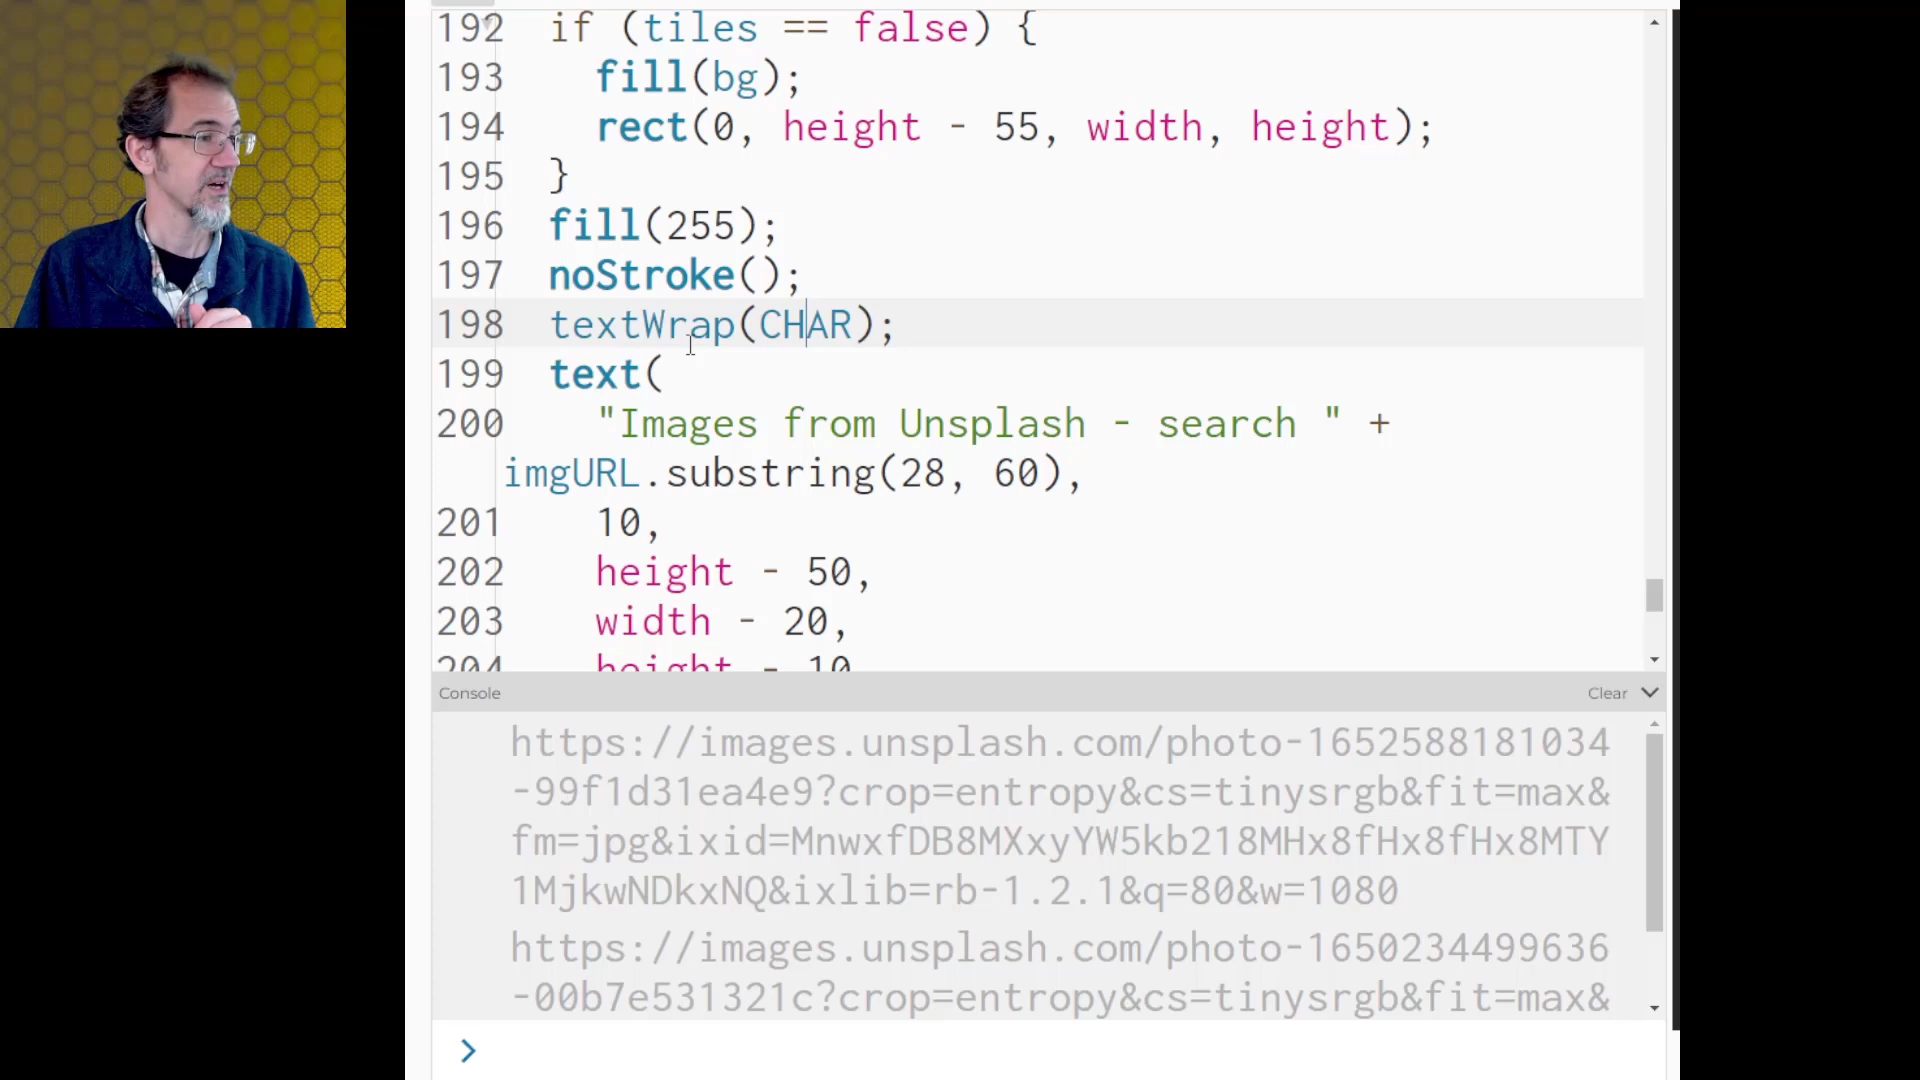 192 if (tiles == false) {
193 fill(bg);
194 rect(0, height - 55, width, height);
195 }
196 fill(255);
197 noStroke();
198 textWrap(CHAR);
199 text(
200 "Images from Unsplash - search " +
imgURL.substring(28, 60),
201 10,
202 height - 50,
203 width - 20,
204 height - 10
Console Clear
https://images.unsplash.com/photo-1652588181034
-99f1d31ea4e9?crop=entropy&cs=tinysrgb&fit=max&
fm=jpg&ixid=MnwxfDB8MXxyYW5kb218MHx8fHx8fHx8MTY
1MjkwNDkxNQ&ixlib=rb-1.2.1&q=80&w=1080
https://images.unsplash.com/photo-1650234499636
-00b7e531321c?crop=entropy&cs=tinysrgb&fit=max&
>